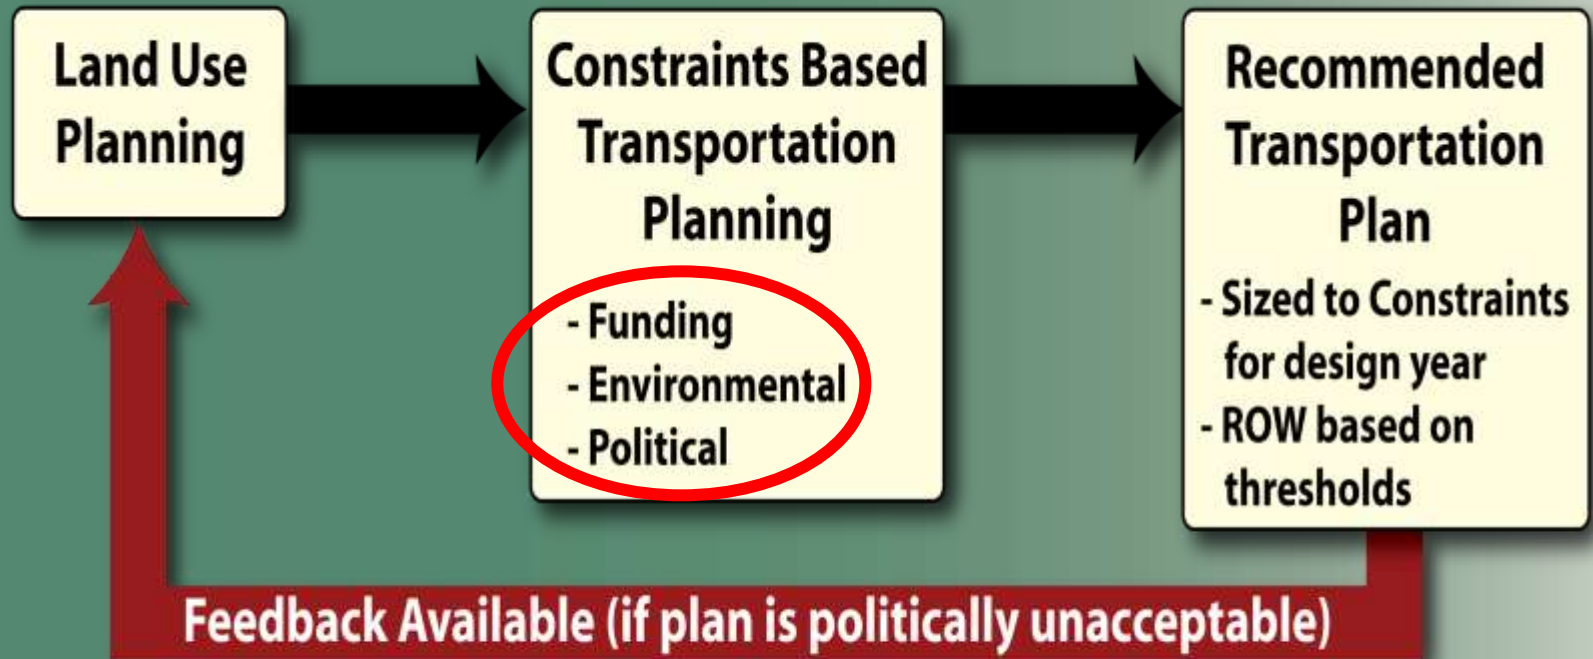 Land Use
Planning
Constraints Based
Transportation
Planning
- Funding
- Environmental
- Political
Recommended
Transportation
Plan
- Sized to Constraints
for design year
- ROW based on
thresholds
Feedback Available (if plan is politically unacceptable)